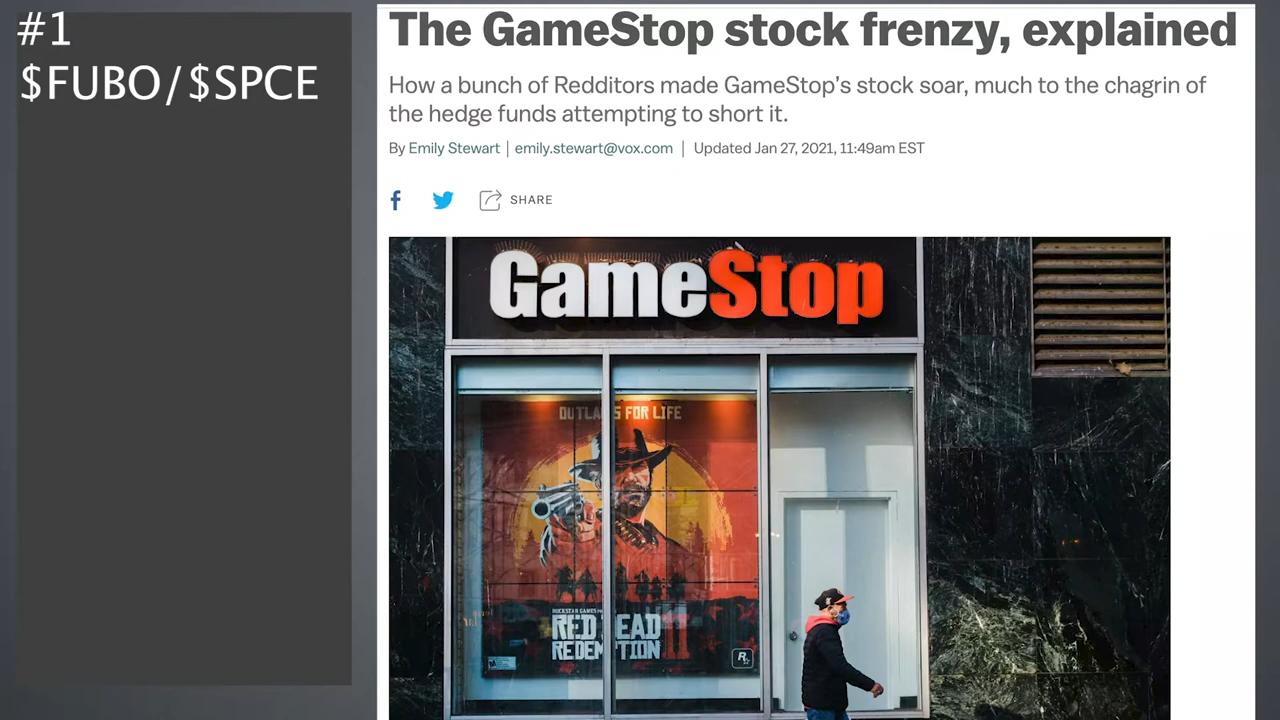 #1
$FUBO/$SPCE
The GameStop stock frenzy, explained
How a bunch of Redditors made GameStop’s stock soar, much to the chagrin of
the hedge funds attempting to short it.
By Emily Stewart | emily.stewart@vox.com | Updated Jan 27, 2021, 11:49am EST
SHARE
GameStop
OUTLAWS FOR LIFE
RED DEAD
REDEMPTION II
R